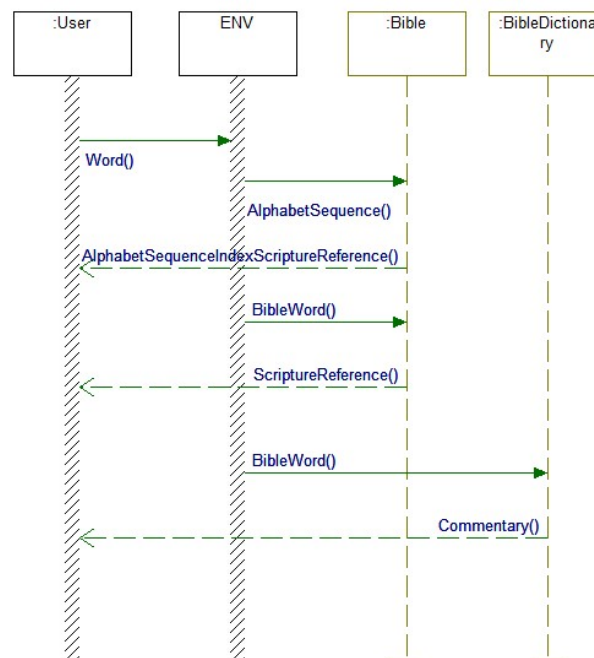 :User
ENV
:Bible
:BibleDictiona
ry
Word()
AlphabetSequence()
AlphabetSequenceIndexScriptureReference()
BibleWord()
ScriptureReference()
BibleWord()
Commentary()